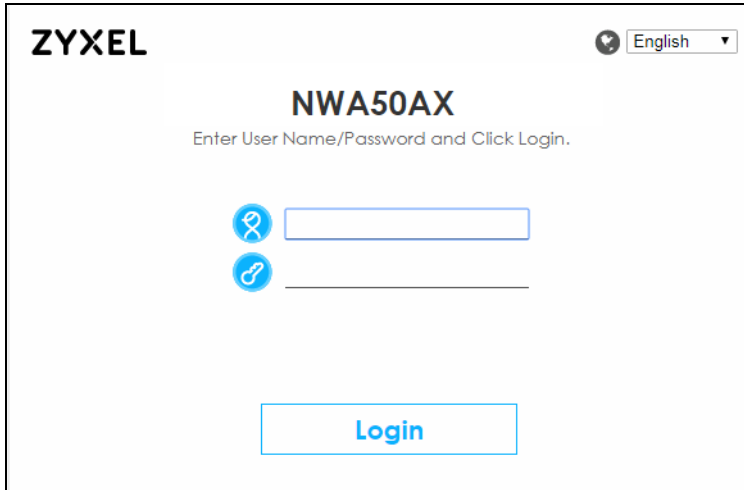 ZYXEL
English
NWA50AX
Enter User Name/Password and Click Login.
Login